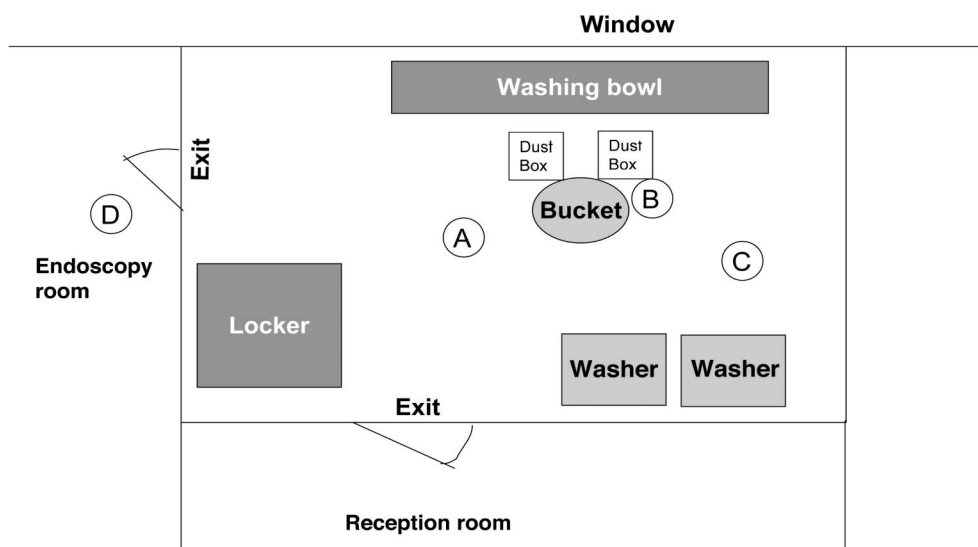 Window
Washing bowl
Exit
Dust
Box
Dust
Box
D
Bucket
B
A
C
Endoscopy
room
Locker
Washer
Washer
Exit
Reception room